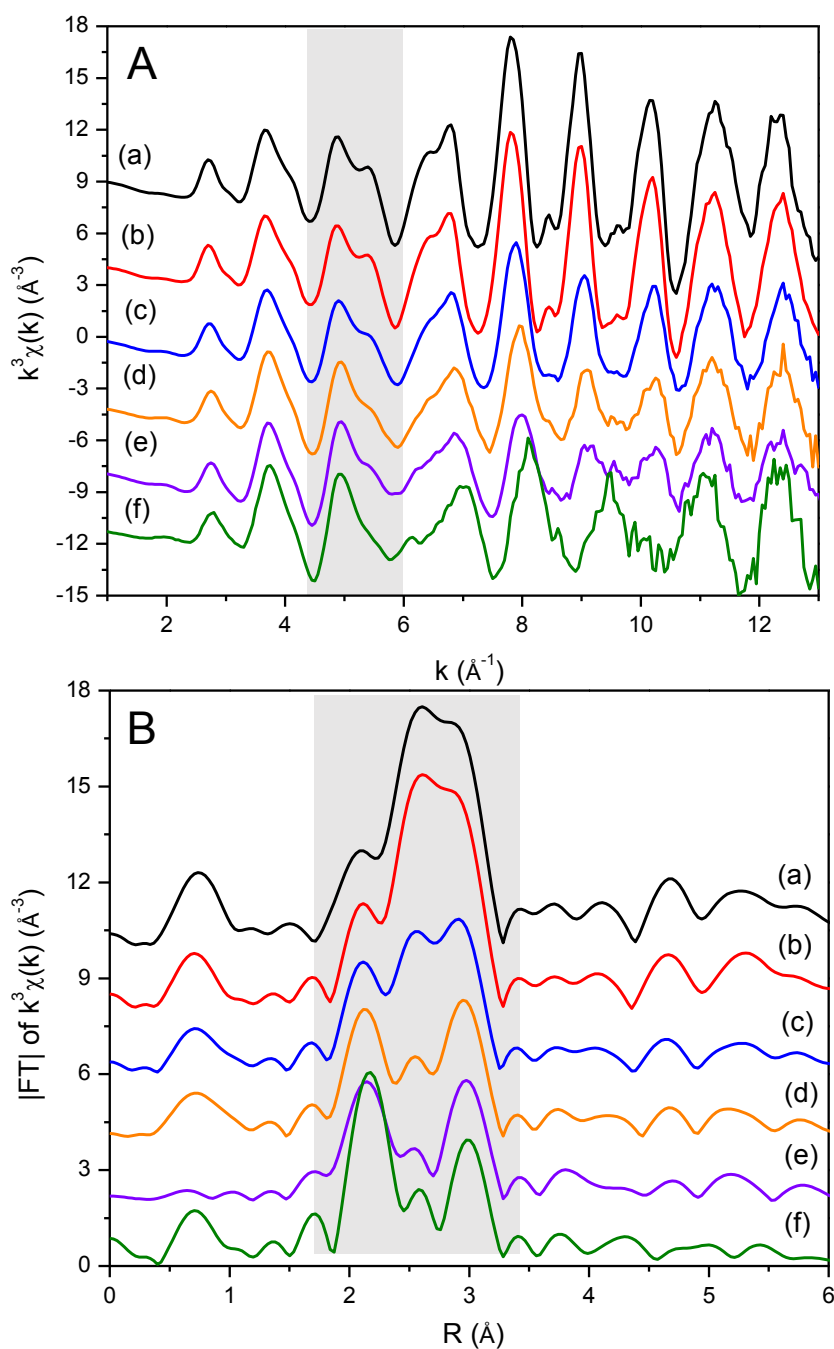 A
k³χ(k) (Å⁻³)
18
15
12
9
6
3
0
-3
-6
-9
-12
-15
(a)
(b)
(c)
(d)
(e)
(f)
2
4
6
8
10
12
k (Å⁻¹)
B
|FT| of k³χ(k) (Å⁻³)
18
15
12
9
6
3
0
(a)
(b)
(c)
(d)
(e)
(f)
0
1
2
3
4
5
6
R (Å)